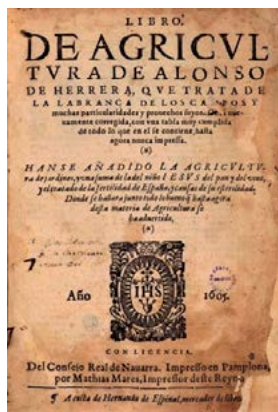 LIBRO
DE AGRICVL-
TVRA DE ALONSO
DE HERRERA, QVE TRATA DE
LA LABRANÇA DE LOS CAMPOS Y
muchas particularidades y prouechos suyos.
uamente corregida, con vna tabla muy cumplida
de todo lo que en el se contiene, hasta
agora nunca impressa.
(a)
HANSE AÑADIDO LA AGRICVLTV
ra de jardines, y vna suma de la del niño IESVS del pan y del vino,
y el tratado de la fertilidad de España, y causas de su esterilidad,
Donde se hallara junto todo lo bueno q hasta agora
desta materia de Agricultura se
ha aduertido,
(a)
IHS
Año 1605.
CON LICENCIA.
Del Consejo Real de Nauarra. Impresso en Pamplona,
por Mathias Mares, Impressor deste Reyno
¶ A costa de Hernando de Espinal, mercader de libros